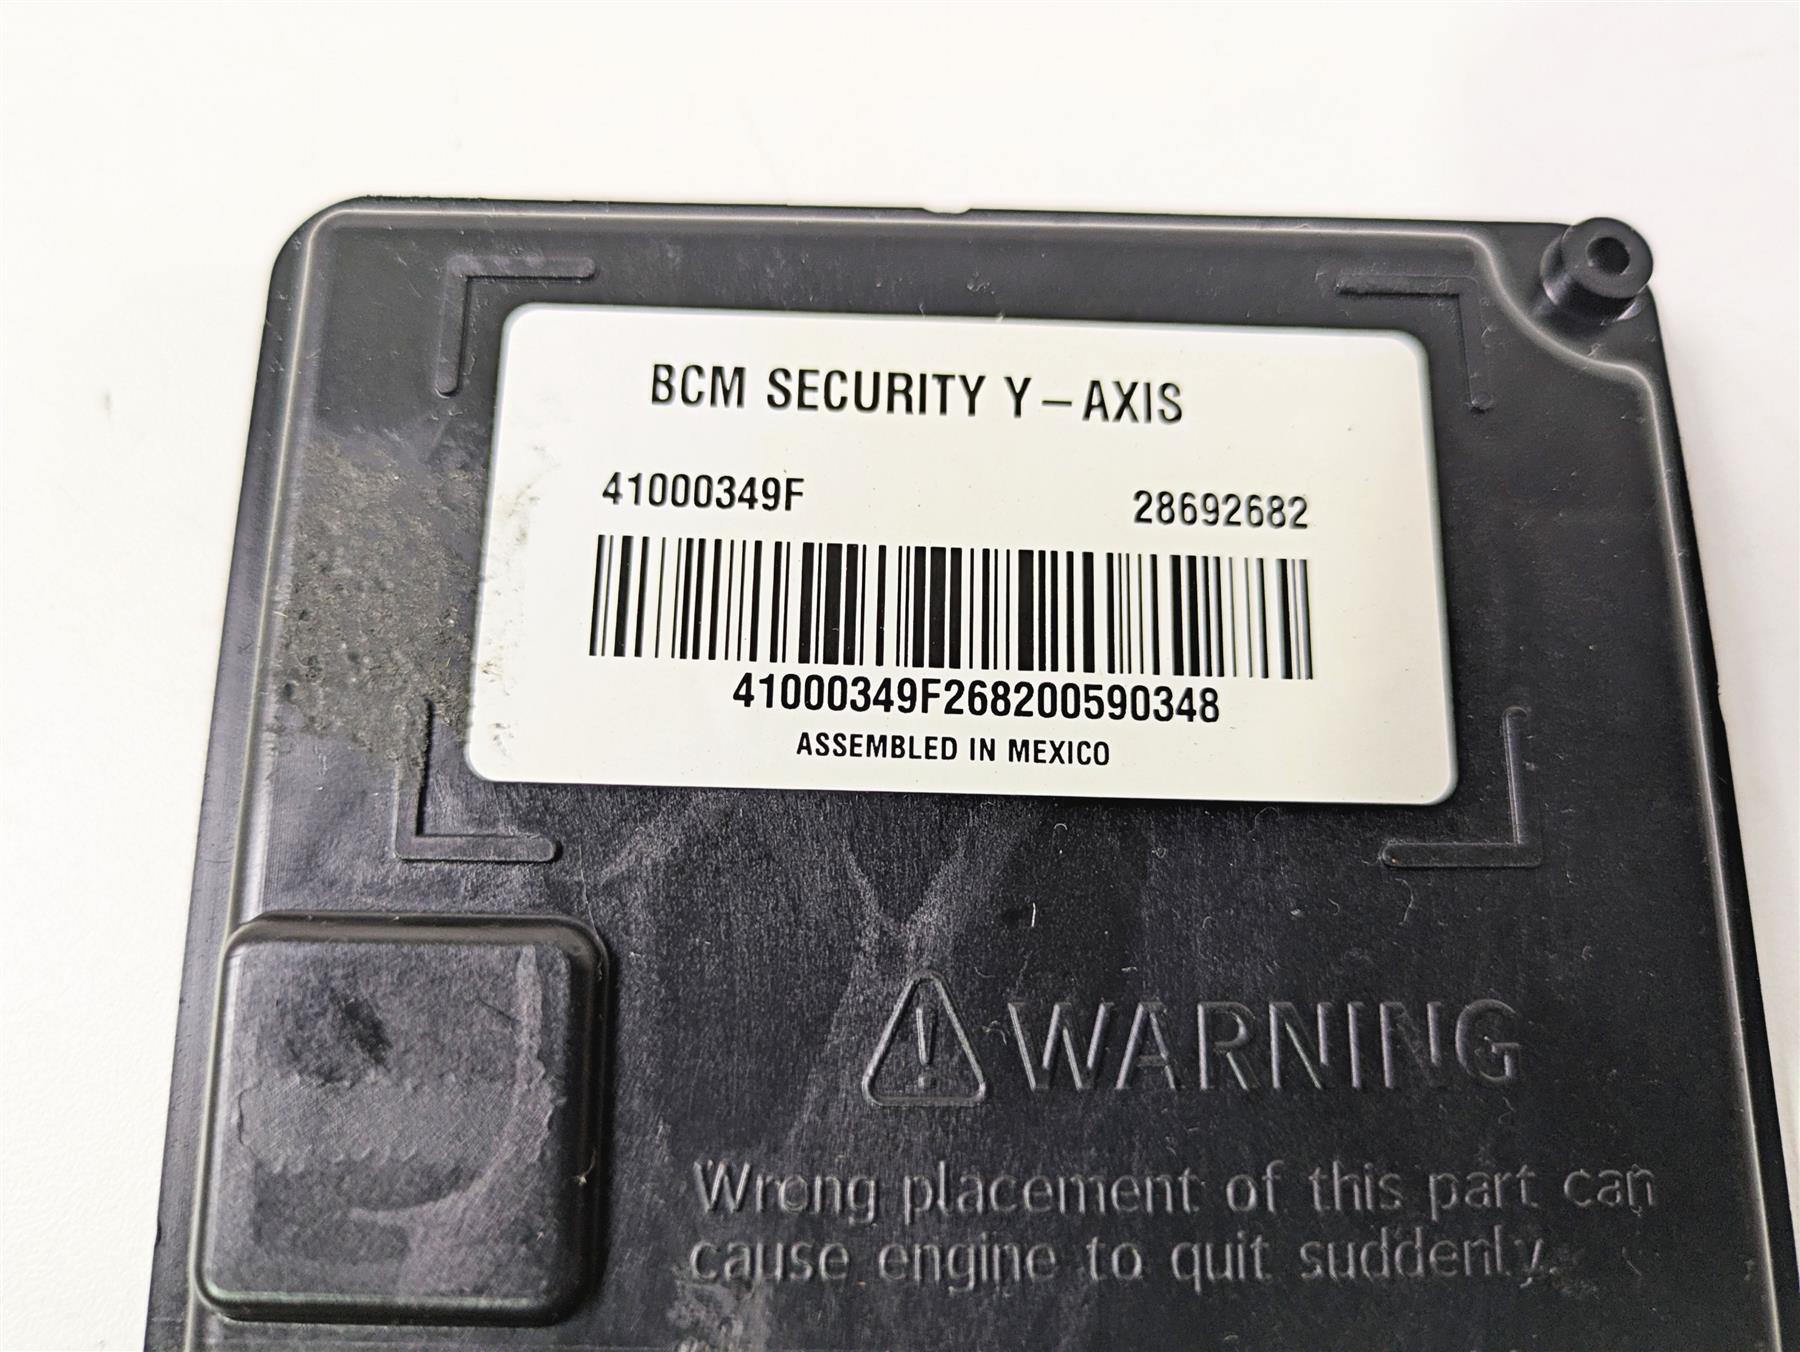 BCM SECURITY Y-AXIS
41000349F 28692682
41000349F268200590348
ASSEMBLED IN MEXICO
WARNING
Wrong placement of this part can
cause engine to quit suddenly.